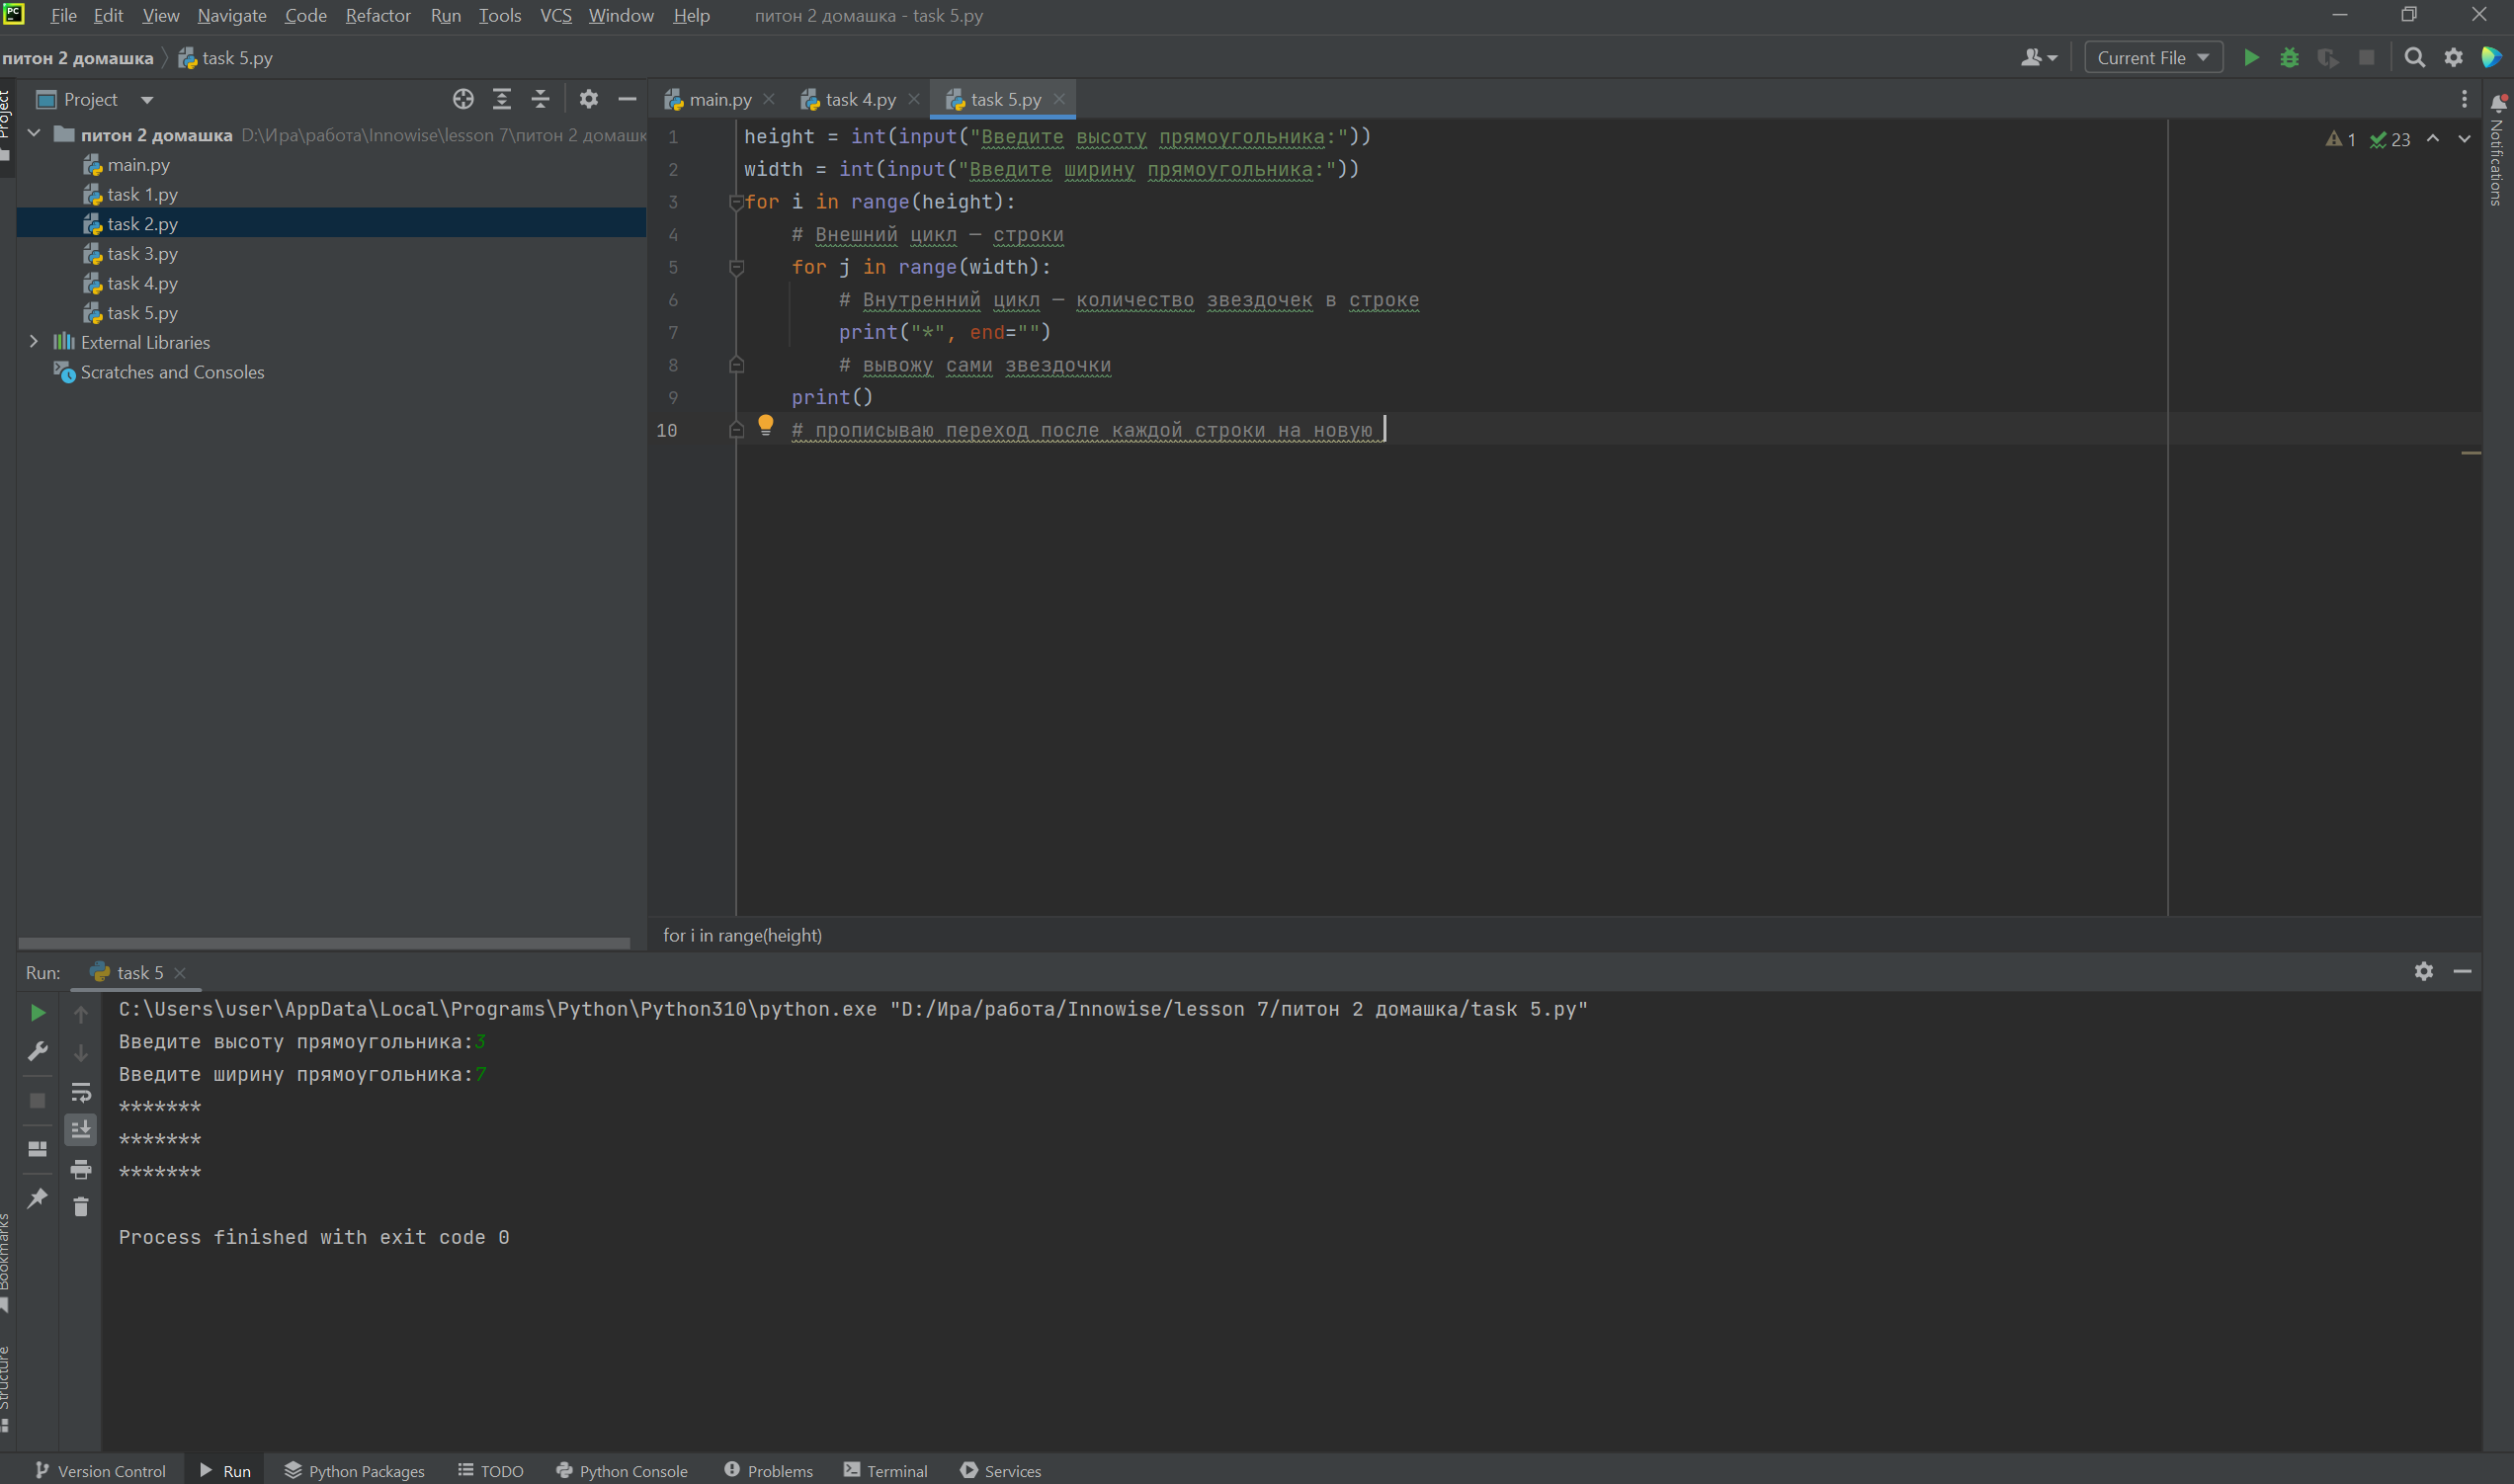 PC File Edit View Navigate Code Refactor Run Tools VCS Window Help питон 2 домашка - task 5.py
питон 2 домашка task 5.py Current File
Project Project main.py task 4.py task 5.py
питон 2 домашка D:\Ира\работа\Innowise\lesson 7\питон 2 домашк
main.py
task 1.py
task 2.py
task 3.py
task 4.py
task 5.py
External Libraries
Scratches and Consoles
1 height = int(input("Введите высоту прямоугольника:"))
2 width = int(input("Введите ширину прямоугольника:"))
3 for i in range(height):
4 # Внешний цикл — строки
5 for j in range(width):
6 # Внутренний цикл — количество звездочек в строке
7 print("*", end="")
8 # вывожу сами звездочки
9 print()
10 # прописываю переход после каждой строки на новую
1 23
Notifications
for i in range(height)
Run: task 5
C:\Users\user\AppData\Local\Programs\Python\Python310\python.exe "D:/Ира/работа/Innowise/lesson 7/питон 2 домашка/task 5.py"
Введите высоту прямоугольника:3
Введите ширину прямоугольника:7
*******
*******
*******
Process finished with exit code 0
Bookmarks
Structure
Version Control Run Python Packages TODO Python Console Problems Terminal Services